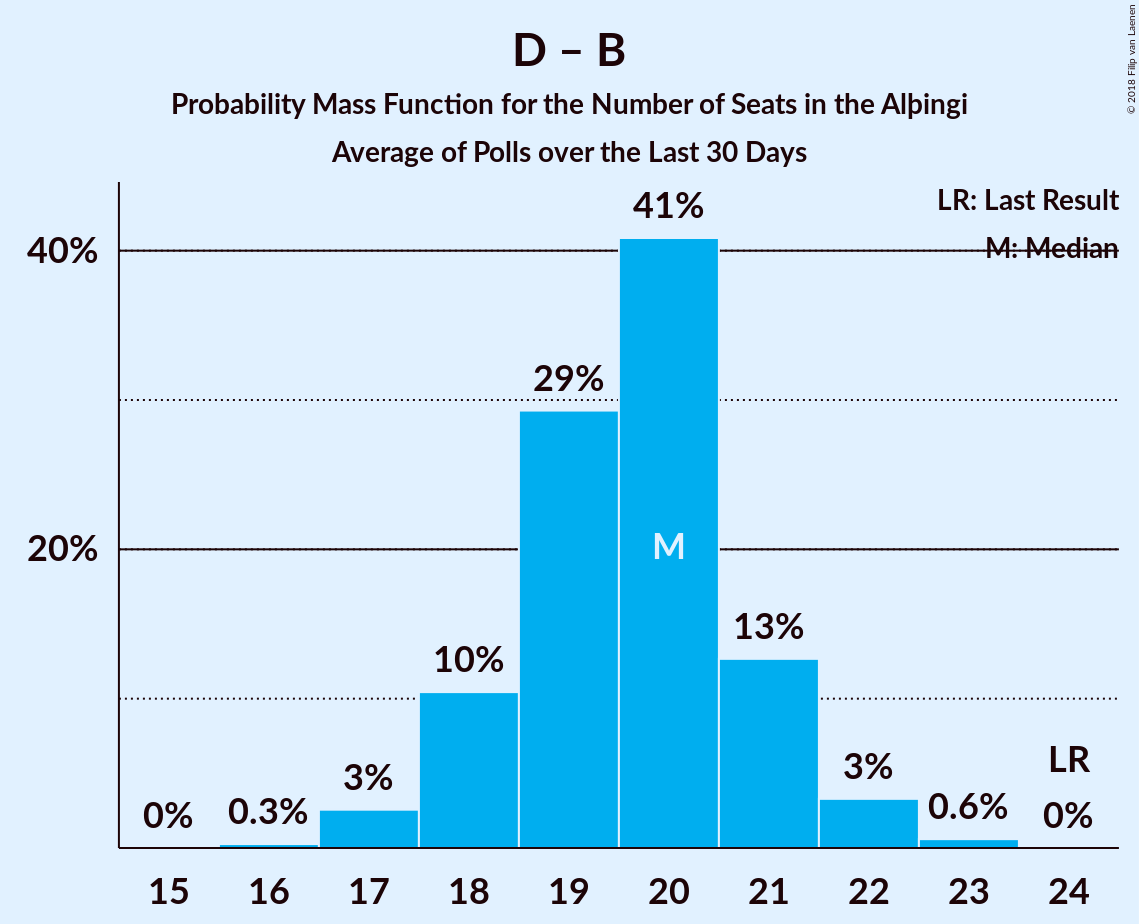 D – B
Probability Mass Function for the Number of Seats in the Alþingi
Average of Polls over the Last 30 Days
© 2018 Filip van Laenen
LR: Last Result
M: Median
40%
20%
0%
0.3%
3%
10%
29%
41%
M
13%
3%
0.6%
LR
0%
15 16 17 18 19 20 21 22 23 24